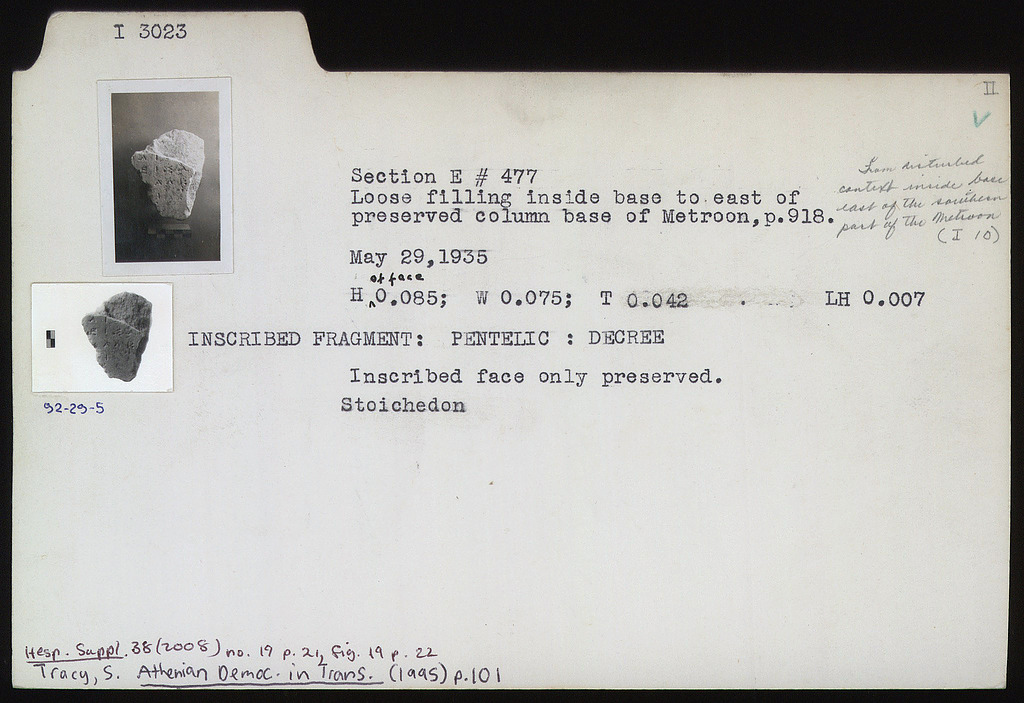 I 3023
II
Section E # 477
Loose filling inside base to east of
preserved column base of Metroon, p.918.
From disturbed
context inside base
east of the southern
part of the Metroon
(I 10)
May 29, 1935
of face
H ^0.085; W 0.075; T 0.042 LH 0.007
INSCRIBED FRAGMENT: PENTELIC : DECREE
Inscribed face only preserved.
Stoichedon
92-29-5
Hesp. Suppl. 38 (2008) no. 19 p. 21, fig. 19 p. 22
Tracy, S. Athenian Democ. in Trans. (1995) p.101